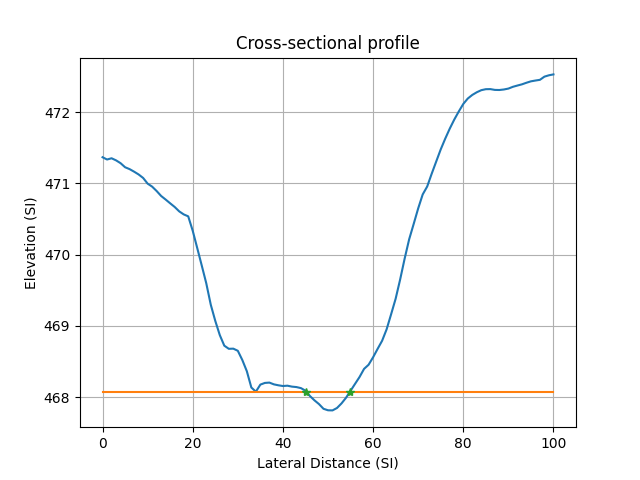 Cross-sectional profile
472
471
470
469
468
Elevation (SI)
0 20 40 60 80 100
Lateral Distance (SI)